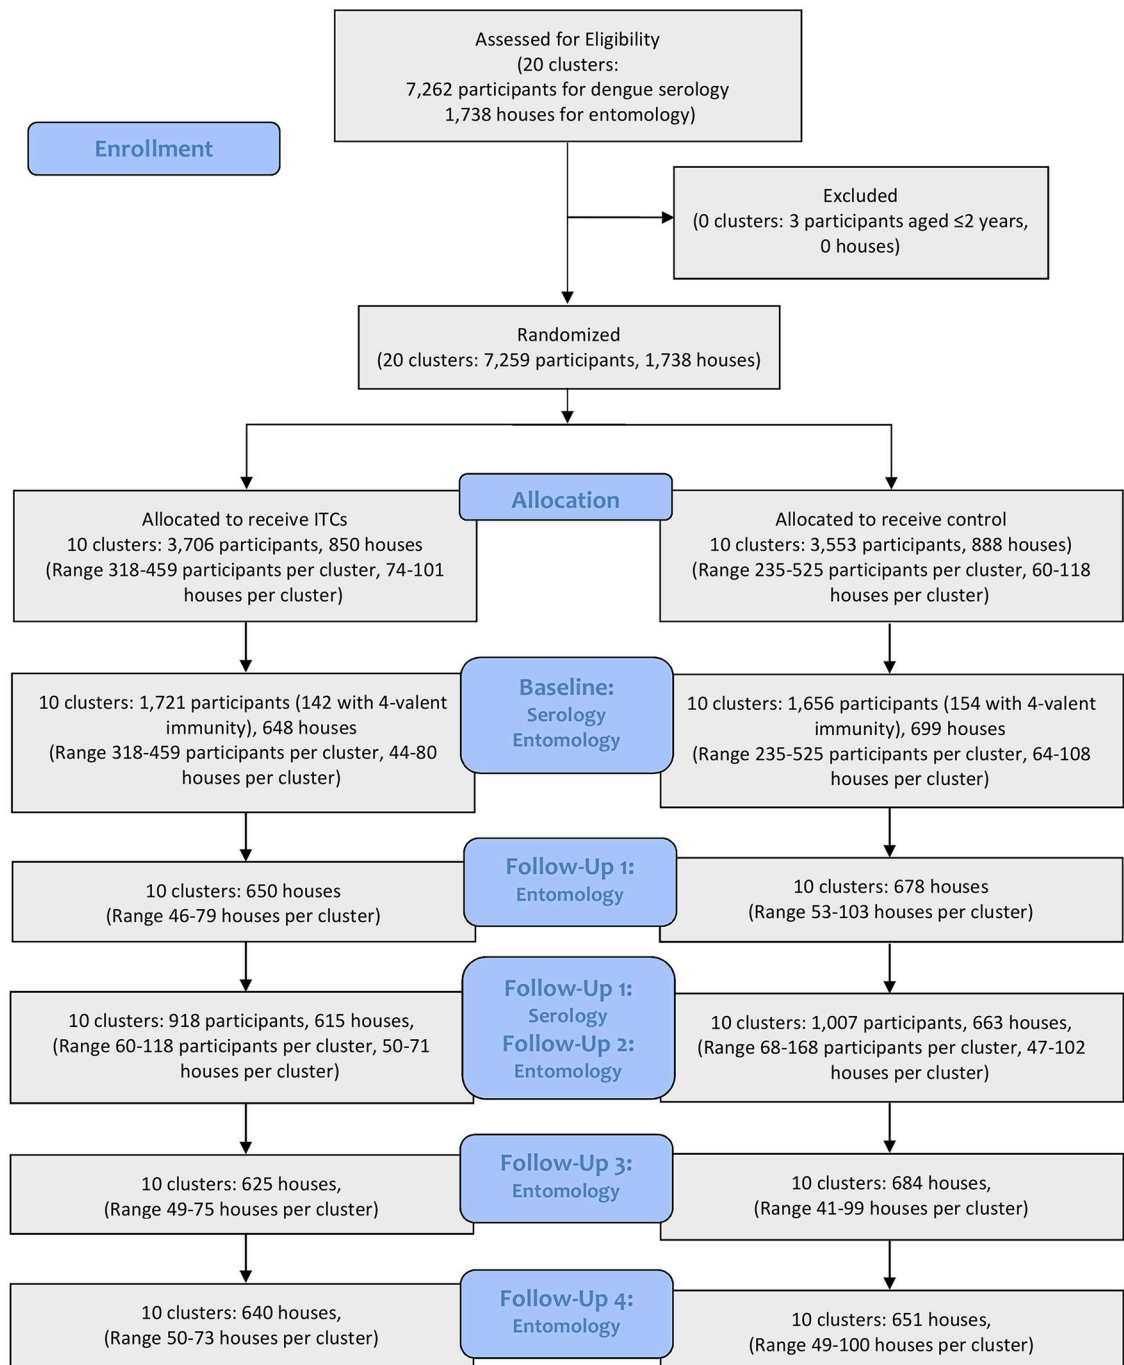 Assessed for Eligibility
(20 clusters:
7,262 participants for dengue serology
1,738 houses for entomology)
Enrollment
Excluded
(0 clusters: 3 participants aged ≤2 years,
0 houses)
Randomized
(20 clusters: 7,259 participants, 1,738 houses)
Allocation
Allocated to receive ITCs
10 clusters: 3,706 participants, 850 houses
(Range 318-459 participants per cluster, 74-101
houses per cluster)
Allocated to receive control
10 clusters: 3,553 participants, 888 houses)
(Range 235-525 participants per cluster, 60-118
houses per cluster)
Baseline:
Serology
Entomology
10 clusters: 1,721 participants (142 with 4-valent
immunity), 648 houses
(Range 318-459 participants per cluster, 44-80
houses per cluster)
10 clusters: 1,656 participants (154 with 4-valent
immunity), 699 houses
(Range 235-525 participants per cluster, 64-108
houses per cluster)
Follow-Up 1:
Entomology
10 clusters: 650 houses
(Range 46-79 houses per cluster)
10 clusters: 678 houses
(Range 53-103 houses per cluster)
Follow-Up 1:
Serology
Follow-Up 2:
Entomology
10 clusters: 918 participants, 615 houses,
(Range 60-118 participants per cluster, 50-71
houses per cluster)
10 clusters: 1,007 participants, 663 houses,
(Range 68-168 participants per cluster, 47-102
houses per cluster)
Follow-Up 3:
Entomology
10 clusters: 625 houses,
(Range 49-75 houses per cluster)
10 clusters: 684 houses,
(Range 41-99 houses per cluster)
Follow-Up 4:
Entomology
10 clusters: 640 houses,
(Range 50-73 houses per cluster)
10 clusters: 651 houses,
(Range 49-100 houses per cluster)